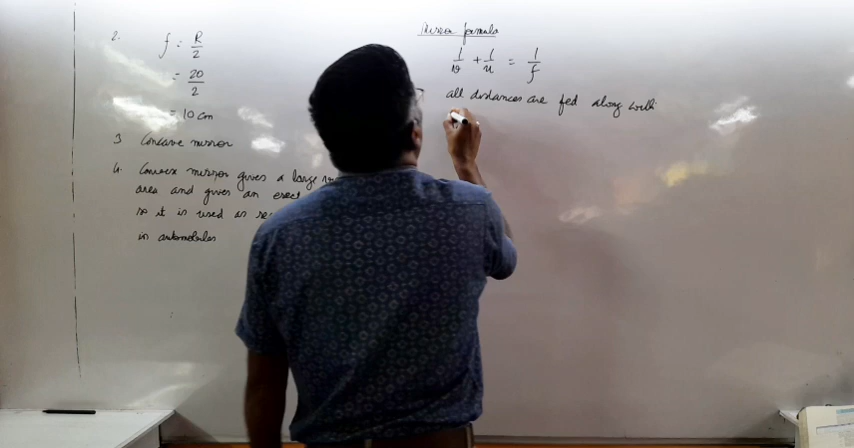 2. f = R/2
= 20/2
= 10 cm
3 Concave mirror
4. Convex mirror gives a large
area and gives an erect
so it is used as
in automobiles
Mirror formula
1/v + 1/u = 1/f
all distances are fed along with